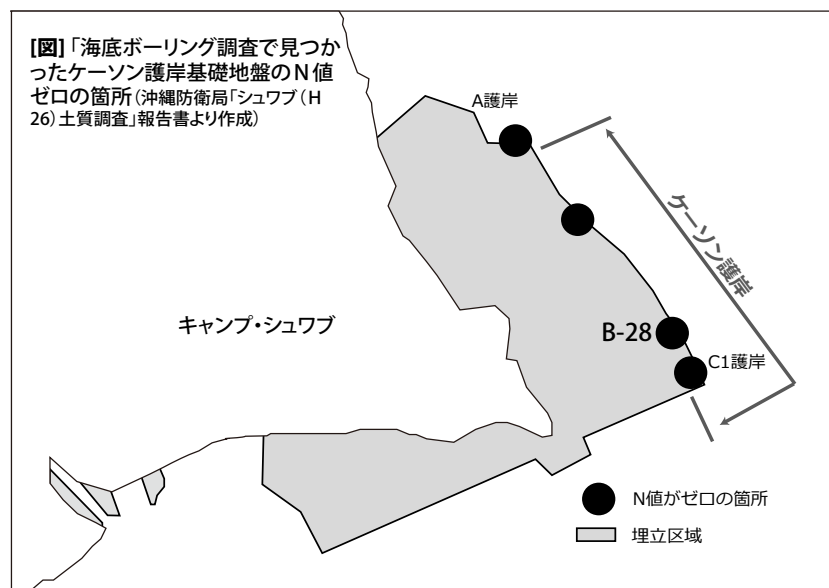 [図]「海底ボーリング調査で見つか
ったケーソン護岸基礎地盤のN値
ゼロの箇所(沖縄防衛局「シュワブ(H
26)土質調査」報告書より作成)
A護岸
ケーソン護岸
キャンプ・シュワブ
B-28
C1護岸
N値がゼロの箇所
埋立区域